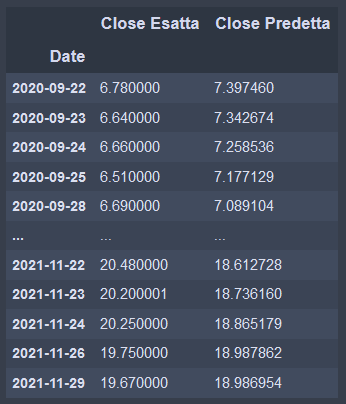 Close Esatta Close Predetta
Date
2020-09-22 6.780000 7.397460
2020-09-23 6.640000 7.342674
2020-09-24 6.660000 7.258536
2020-09-25 6.510000 7.177129
2020-09-28 6.690000 7.089104
... ... ...
2021-11-22 20.480000 18.612728
2021-11-23 20.200001 18.736160
2021-11-24 20.250000 18.865179
2021-11-26 19.750000 18.987862
2021-11-29 19.670000 18.986954